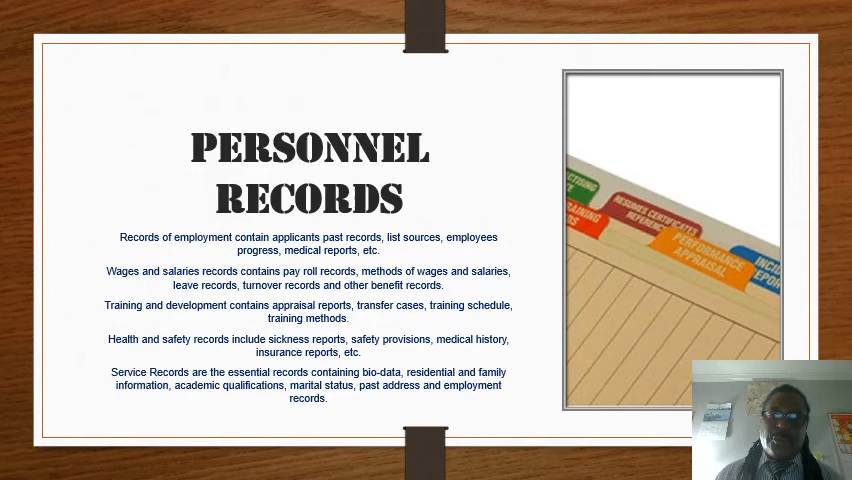 PERSONNEL
RECORDS
Records of employment contain applicants past records, list sources, employees
progress, medical reports, etc.
Wages and salaries records contains pay roll records, methods of wages and salaries,
leave records, turnover records and other benefit records.
Training and development contains appraisal reports, transfer cases, training schedule,
training methods.
Health and safety records include sickness reports, safety provisions, medical history,
insurance reports, etc.
Service Records are the essential records containing bio-data, residential and family
information, academic qualifications, marital status, past address and employment
records.
RESUMES CERTIFICATES
PERFORMANCE
APPRAISAL